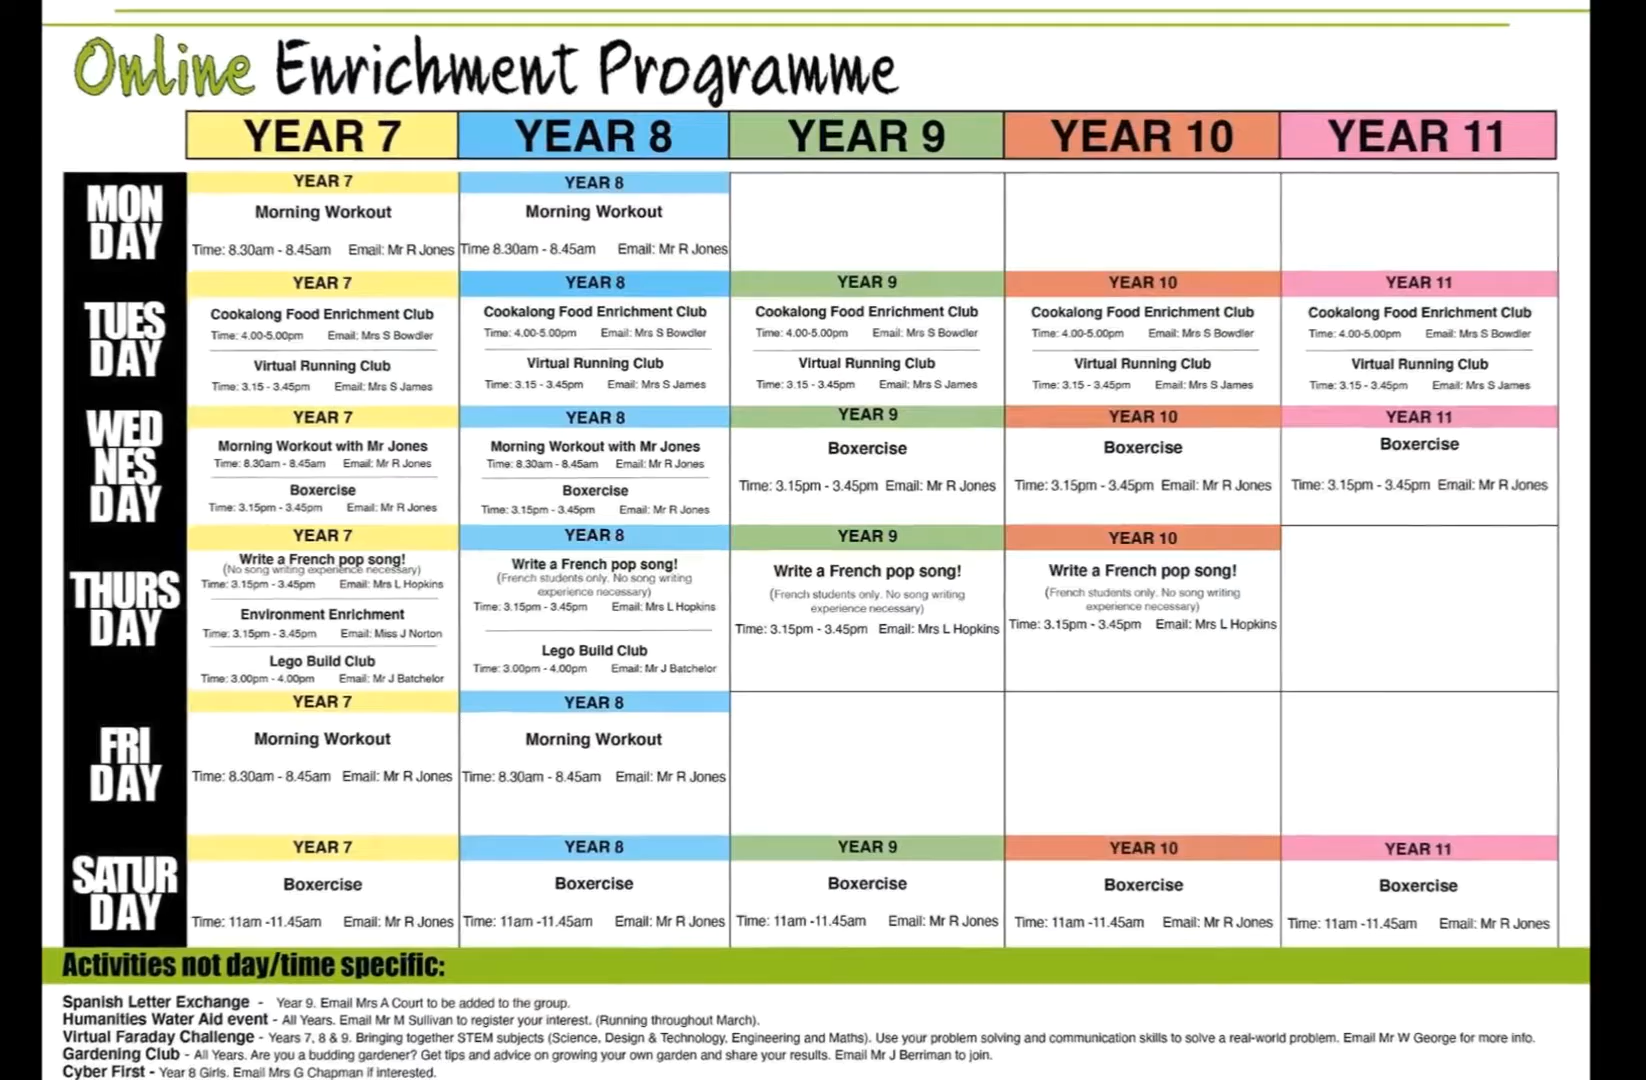 Online Enrichment Programme
YEAR 7 YEAR 8 YEAR 9 YEAR 10 YEAR 11
MON
DAY
YEAR 7
Morning Workout
Time: 8.30am - 8.45am Email: Mr R Jones
YEAR 8
Morning Workout
Time 8.30am - 8.45am Email: Mr R Jones
TUES
DAY
YEAR 7
Cookalong Food Enrichment Club
Time: 4.00-5.00pm Email: Mrs S Bowdler
Virtual Running Club
Time: 3.15 - 3.45pm Email: Mrs S James
YEAR 8
Cookalong Food Enrichment Club
Time: 4.00-5.00pm Email: Mrs S Bowdler
Virtual Running Club
Time: 3.15 - 3.45pm Email: Mrs S James
YEAR 9
Cookalong Food Enrichment Club
Time: 4.00-5.00pm Email: Mrs S Bowdler
Virtual Running Club
Time: 3.15 - 3.45pm Email: Mrs S James
YEAR 10
Cookalong Food Enrichment Club
Time: 4.00-5.00pm Email: Mrs S Bowdler
Virtual Running Club
Time: 3.15 - 3.45pm Email: Mrs S James
YEAR 11
Cookalong Food Enrichment Club
Time: 4.00-5.00pm Email: Mrs S Bowdler
Virtual Running Club
Time: 3.15 - 3.45pm Email: Mrs S James
WED
NES
DAY
YEAR 7
Morning Workout with Mr Jones
Time: 8.30am - 8.45am Email: Mr R Jones
Boxercise
Time: 3.15pm - 3.45pm Email: Mr R Jones
YEAR 8
Morning Workout with Mr Jones
Time: 8.30am - 8.45am Email: Mr R Jones
Boxercise
Time: 3.15pm - 3.45pm Email: Mr R Jones
YEAR 9
Boxercise
Time: 3.15pm - 3.45pm Email: Mr R Jones
YEAR 10
Boxercise
Time: 3.15pm - 3.45pm Email: Mr R Jones
YEAR 11
Boxercise
Time: 3.15pm - 3.45pm Email: Mr R Jones
THURS
DAY
YEAR 7
Write a French pop song!
(No song writing experience necessary)
Time: 3.15pm - 3.45pm Email: Mrs L Hopkins
Environment Enrichment
Time: 3.15pm - 3.45pm Email: Miss J Norton
Lego Build Club
Time: 3.00pm - 4.00pm Email: Mr J Batchelor
YEAR 8
Write a French pop song!
(French students only. No song writing
experience necessary)
Time: 3.15pm - 3.45pm Email: Mrs L Hopkins
Lego Build Club
Time: 3.00pm - 4.00pm Email: Mr J Batchelor
YEAR 9
Write a French pop song!
(French students only. No song writing
experience necessary)
Time: 3.15pm - 3.45pm Email: Mrs L Hopkins
YEAR 10
Write a French pop song!
(French students only. No song writing
experience necessary)
Time: 3.15pm - 3.45pm Email: Mrs L Hopkins
FRI
DAY
YEAR 7
Morning Workout
Time: 8.30am - 8.45am Email: Mr R Jones
YEAR 8
Morning Workout
Time: 8.30am - 8.45am Email: Mr R Jones
SATUR
DAY
YEAR 7
Boxercise
Time: 11am -11.45am Email: Mr R Jones
YEAR 8
Boxercise
Time: 11am -11.45am Email: Mr R Jones
YEAR 9
Boxercise
Time: 11am -11.45am Email: Mr R Jones
YEAR 10
Boxercise
Time: 11am -11.45am Email: Mr R Jones
YEAR 11
Boxercise
Time: 11am -11.45am Email: Mr R Jones
Activities not day/time specific:
Spanish Letter Exchange - Year 9. Email Mrs A Court to be added to the group.
Humanities Water Aid event - All Years. Email Mr M Sullivan to register your interest. (Running throughout March).
Virtual Faraday Challenge - Years 7, 8 & 9. Bringing together STEM subjects (Science, Design & Technology, Engineering and Maths). Use your problem solving and communication skills to solve a real-world problem. Email Mr W George for more info.
Gardening Club - All Years. Are you a budding gardener? Get tips and advice on growing your own garden and share your results. Email Mr J Berriman to join.
Cyber First - Year 8 Girls. Email Mrs G Chapman if interested.